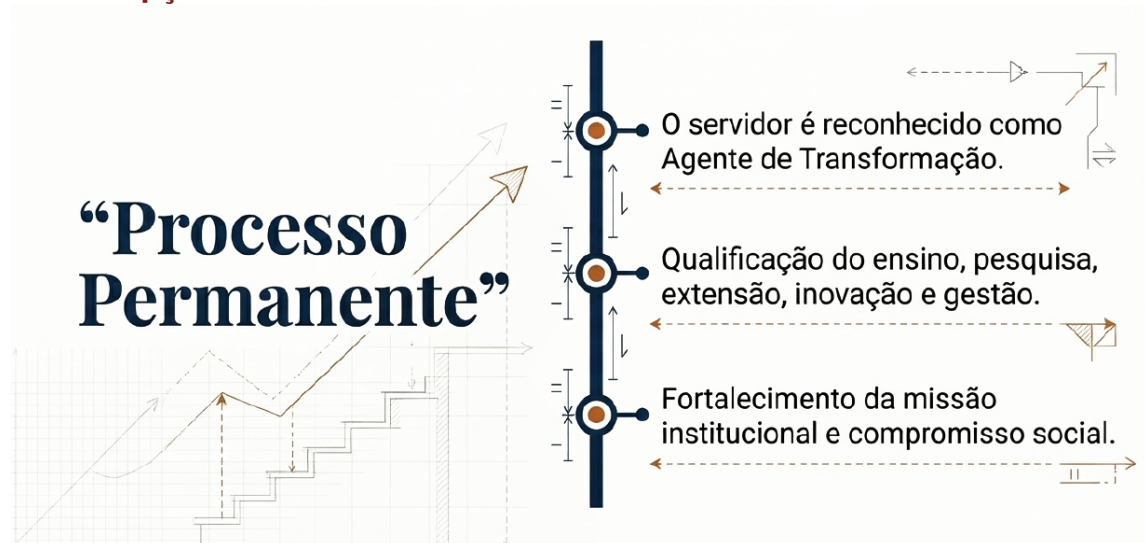 “Processo
Permanente”
O servidor é reconhecido como
Agente de Transformação.
Qualificação do ensino, pesquisa,
extensão, inovação e gestão.
Fortalecimento da missão
institucional e compromisso social.